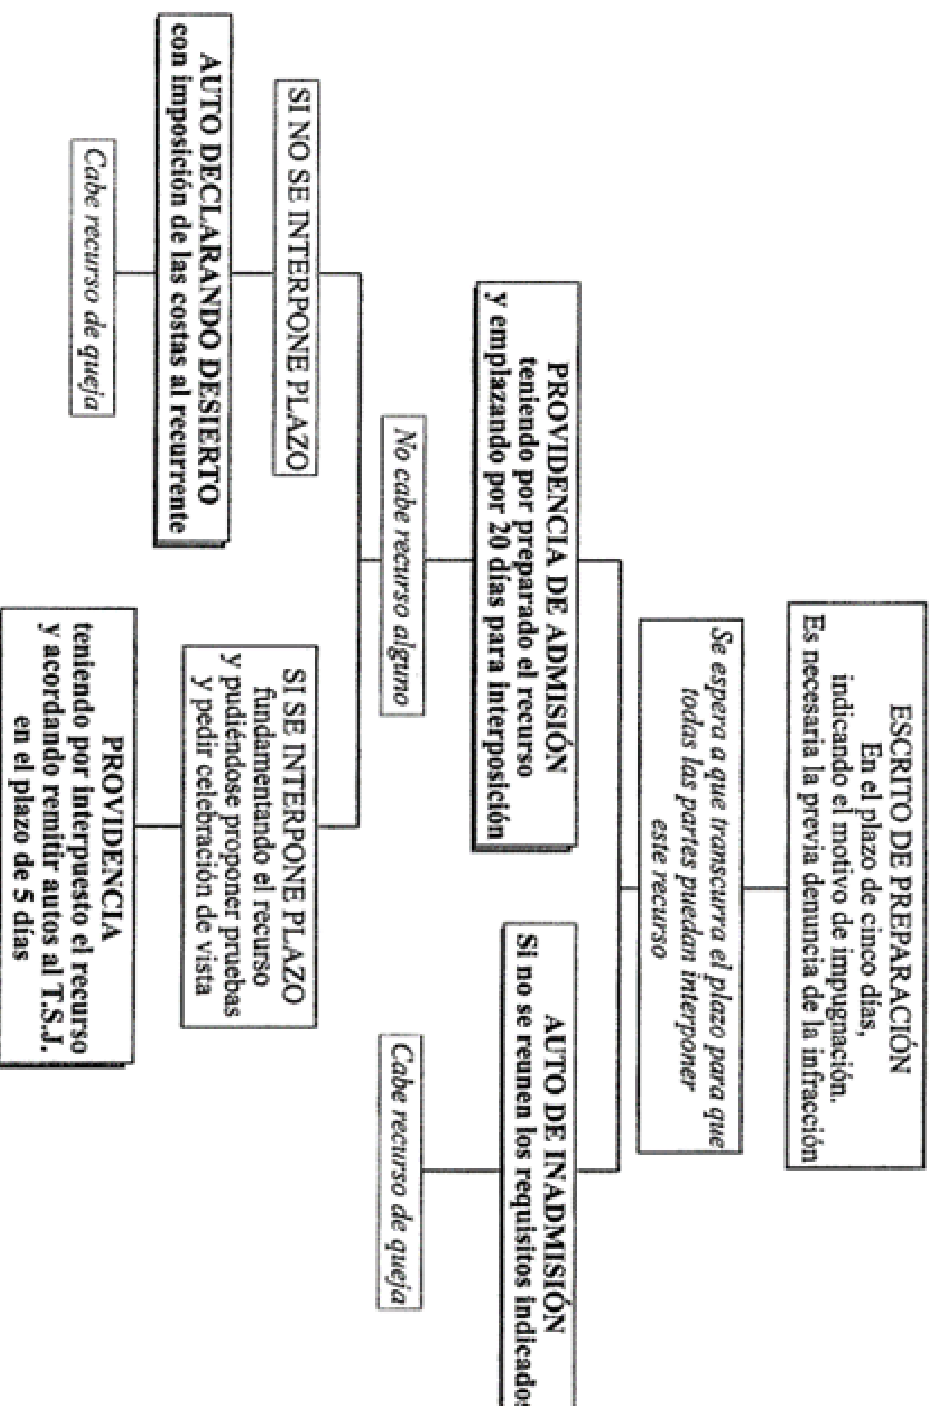 ESCRITO DE PREPARACIÓN
En el plazo de cinco días,
indicando el motivo de impugnación.
Es necesaria la previa denuncia de la infracción
Se espera a que transcurra el plazo para que
todas las partes puedan interponer
este recurso
PROVIDENCIA DE ADMISIÓN
teniendo por preparado el recurso
y emplazando por 20 días para interposición
AUTO DE INADMISIÓN
Si no se reunen los requisitos indicados
No cabe recurso alguno
Cabe recurso de queja
SI NO SE INTERPONE PLAZO
SI SE INTERPONE PLAZO
fundamentando el recurso
y pudiéndose proponer pruebas
y pedir celebración de vista
AUTO DECLARANDO DESIERTO
con imposición de las costas al recurrente
Cabe recurso de queja
PROVIDENCIA
teniendo por interpuesto el recurso
y acordando remitir autos al T.S.J.
en el plazo de 5 días